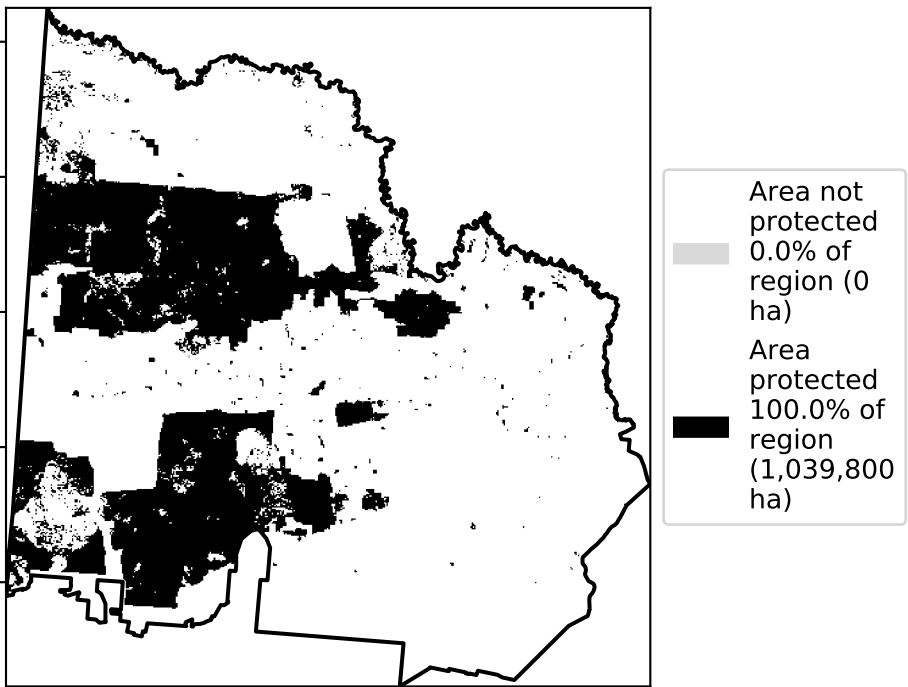 Area not
protected
0.0% of
region (0
ha)
Area
protected
100.0% of
region
(1,039,800
ha)